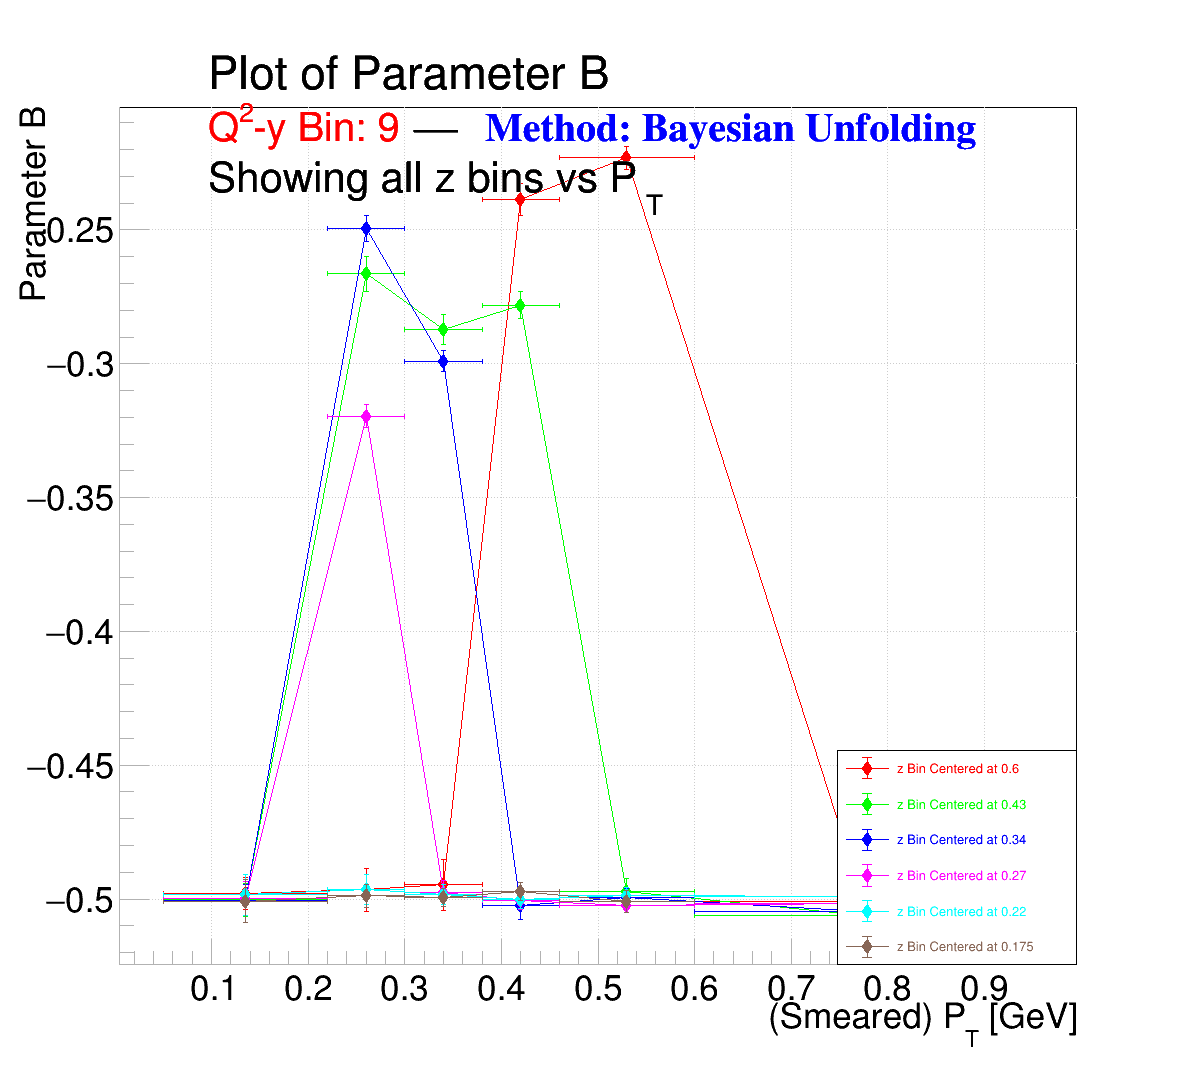 Plot of Parameter B
Q²-y Bin: 9 — Method: Bayesian Unfolding
Showing all z bins vs P_T
Parameter B
−0.25
−0.3
−0.35
−0.4
−0.45
−0.5
z Bin Centered at 0.6
z Bin Centered at 0.43
z Bin Centered at 0.34
z Bin Centered at 0.27
z Bin Centered at 0.22
z Bin Centered at 0.175
0.1 0.2 0.3 0.4 0.5 0.6 0.7 0.8 0.9
(Smeared) P_T [GeV]